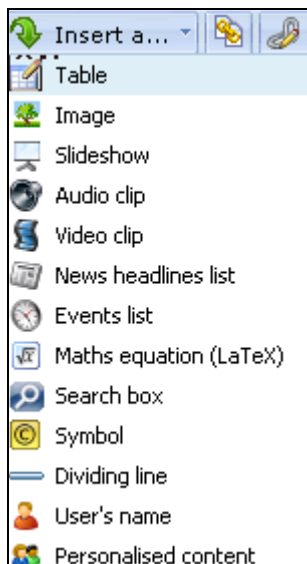 Insert a...
Table
Image
Slideshow
Audio clip
Video clip
News headlines list
Events list
Maths equation (LaTeX)
Search box
Symbol
Dividing line
User's name
Personalised content